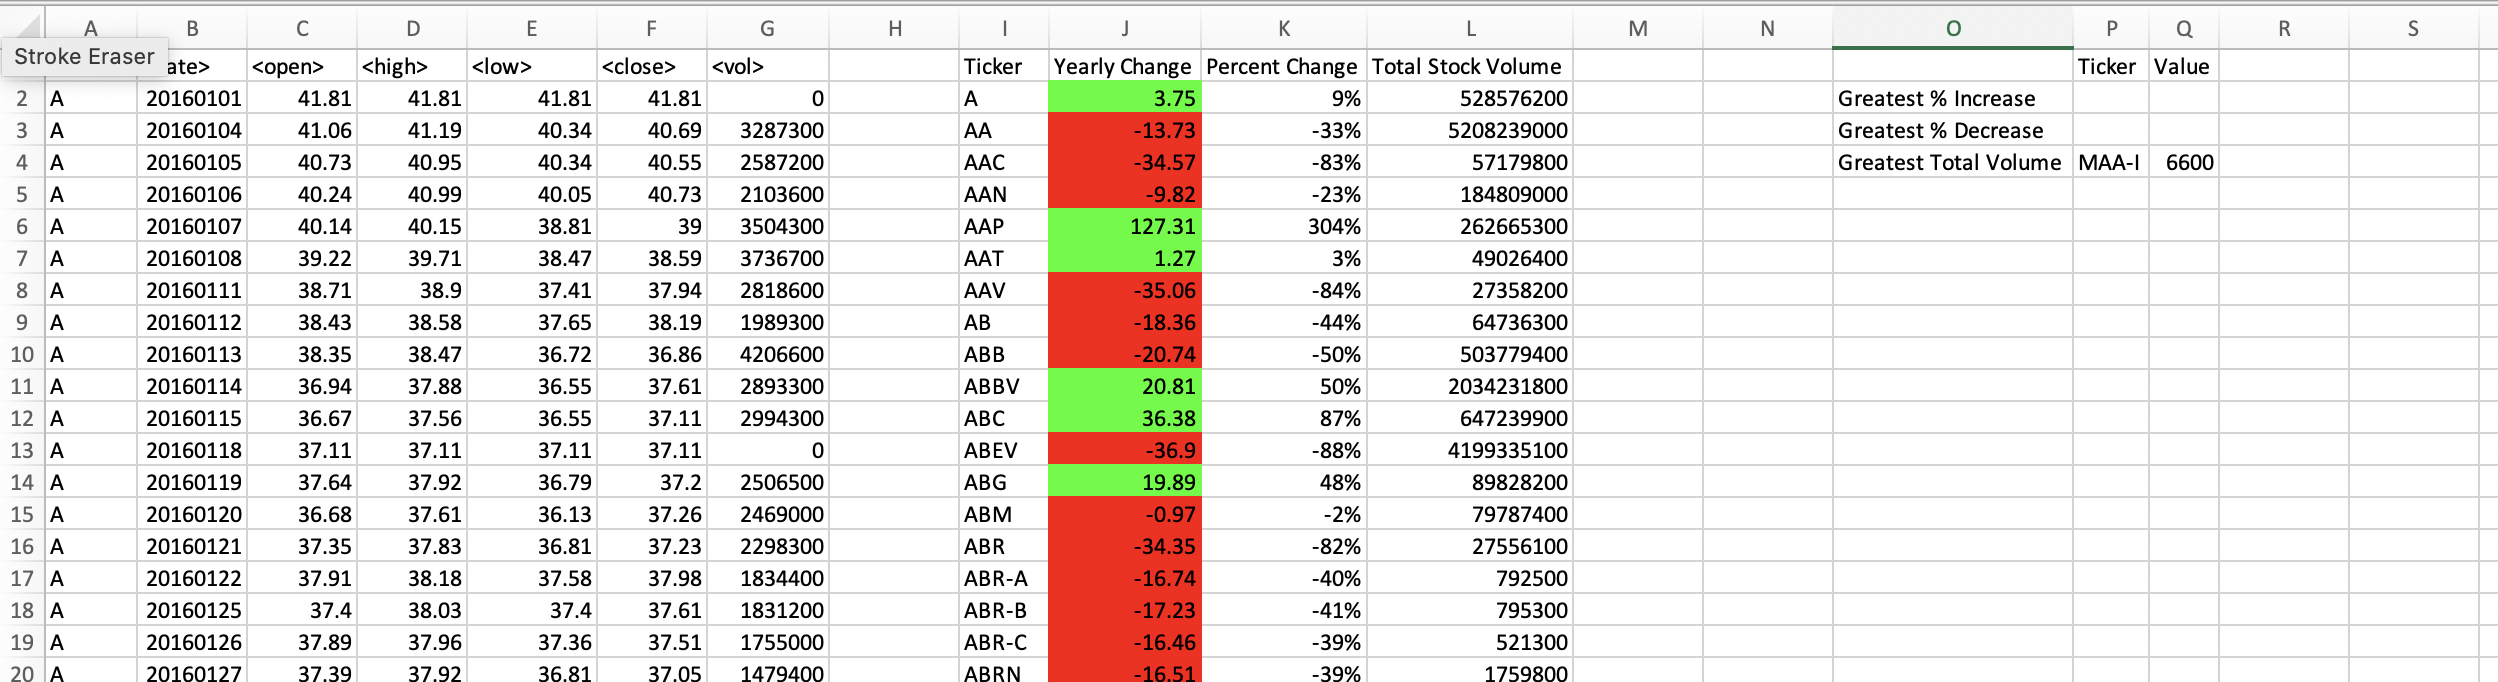 A B C D E F G H I J K L M N O P Q R S
Stroke Eraser ate> <open> <high> <low> <close> <vol> Ticker Yearly Change Percent Change Total Stock Volume Ticker Value
2 A 20160101 41.81 41.81 41.81 41.81 0 A 3.75 9% 528576200 Greatest % Increase
3 A 20160104 41.06 41.19 40.34 40.69 3287300 AA -13.73 -33% 5208239000 Greatest % Decrease
4 A 20160105 40.73 40.95 40.34 40.55 2587200 AAC -34.57 -83% 57179800 Greatest Total Volume MAA-I 6600
5 A 20160106 40.24 40.99 40.05 40.73 2103600 AAN -9.82 -23% 184809000
6 A 20160107 40.14 40.15 38.81 39 3504300 AAP 127.31 304% 262665300
7 A 20160108 39.22 39.71 38.47 38.59 3736700 AAT 1.27 3% 49026400
8 A 20160111 38.71 38.9 37.41 37.94 2818600 AAV -35.06 -84% 27358200
9 A 20160112 38.43 38.58 37.65 38.19 1989300 AB -18.36 -44% 64736300
10 A 20160113 38.35 38.47 36.72 36.86 4206600 ABB -20.74 -50% 503779400
11 A 20160114 36.94 37.88 36.55 37.61 2893300 ABBV 20.81 50% 2034231800
12 A 20160115 36.67 37.56 36.55 37.11 2994300 ABC 36.38 87% 647239900
13 A 20160118 37.11 37.11 37.11 37.11 0 ABEV -36.9 -88% 4199335100
14 A 20160119 37.64 37.92 36.79 37.2 2506500 ABG 19.89 48% 89828200
15 A 20160120 36.68 37.61 36.13 37.26 2469000 ABM -0.97 -2% 79787400
16 A 20160121 37.35 37.83 36.81 37.23 2298300 ABR -34.35 -82% 27556100
17 A 20160122 37.91 38.18 37.58 37.98 1834400 ABR-A -16.74 -40% 792500
18 A 20160125 37.4 38.03 37.4 37.61 1831200 ABR-B -17.23 -41% 795300
19 A 20160126 37.89 37.96 37.36 37.51 1755000 ABR-C -16.46 -39% 521300
20 A 20160127 37.39 37.92 36.81 37.05 1479400 ABRN -16.51 -39% 1759800